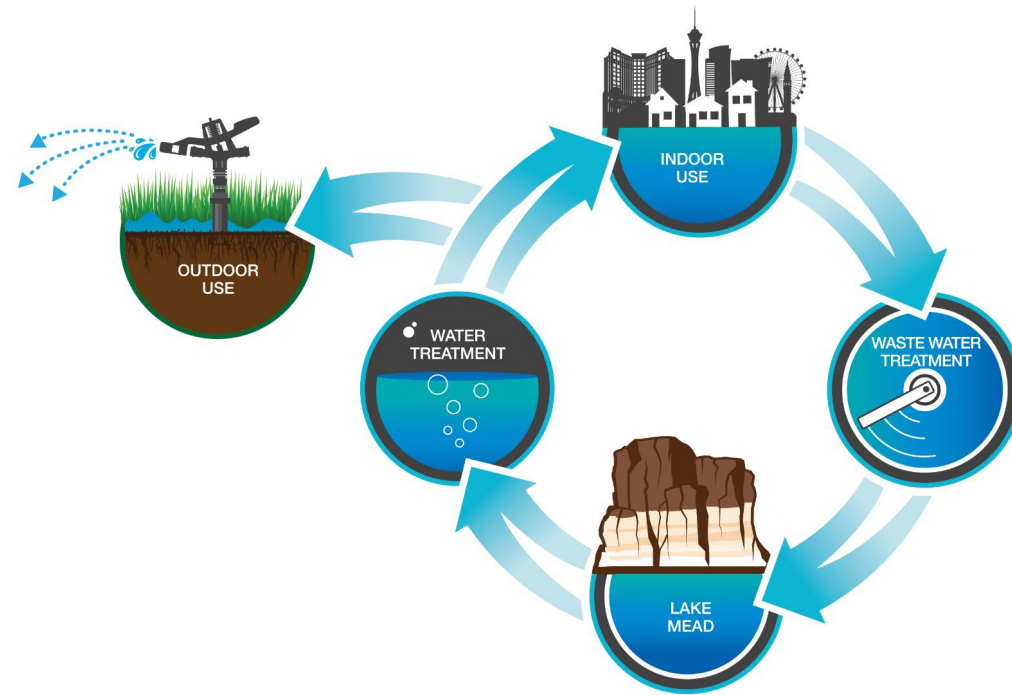 INDOOR
USE
OUTDOOR
USE
WATER
TREATMENT
WASTE WATER
TREATMENT
LAKE
MEAD